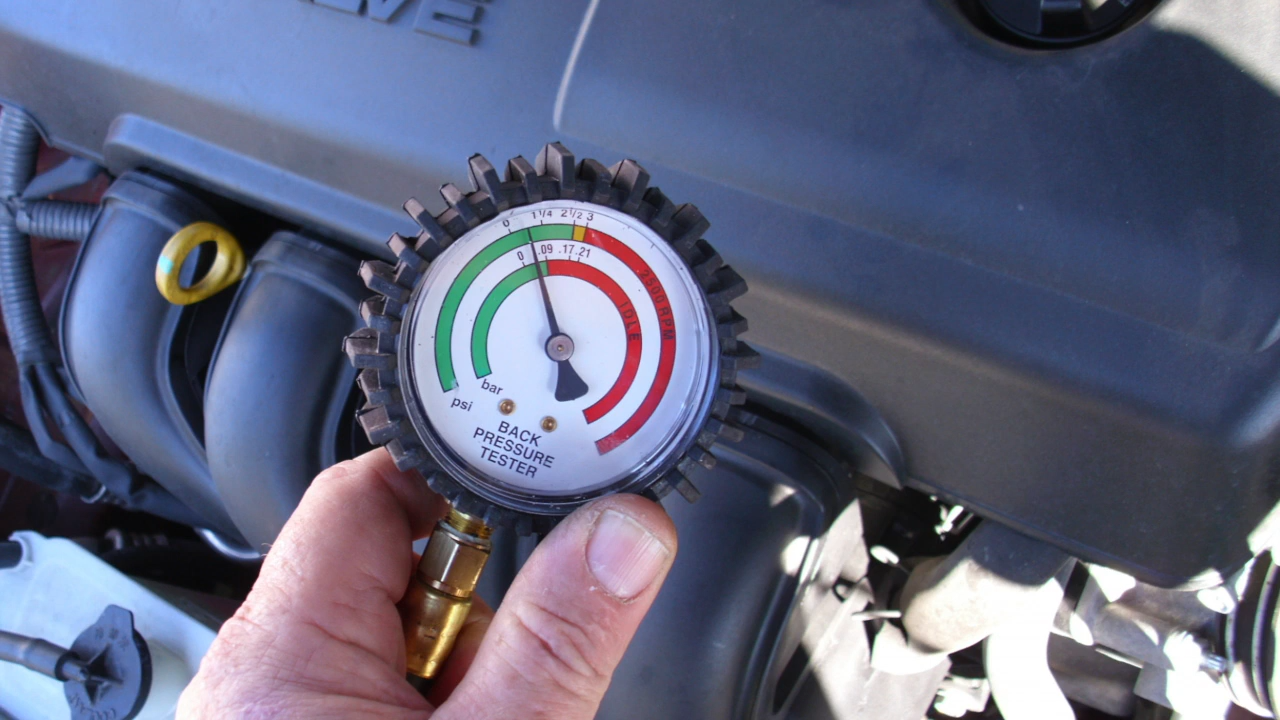 0 1 1/4 2 1/2 3
0 .09 .17 .21
2500 RPM
IDLE
bar
psi
BACK
PRESSURE
TESTER